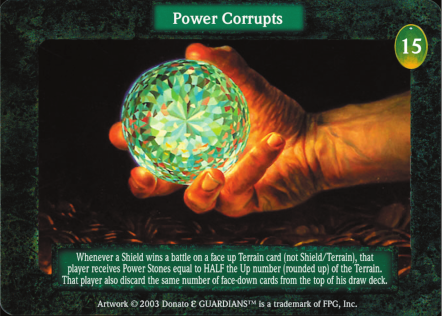 Power Corrupts
15
Whenever a Shield wins a battle on a face up Terrain card (not Shield/Terrain), that
player receives Power Stones equal to HALF the Up number (rounded up) of the Terrain.
That player also discard the same number of face-down cards from the top of his draw deck.
Artwork © 2003 Donato & GUARDIANS™ is a trademark of FPG, Inc.